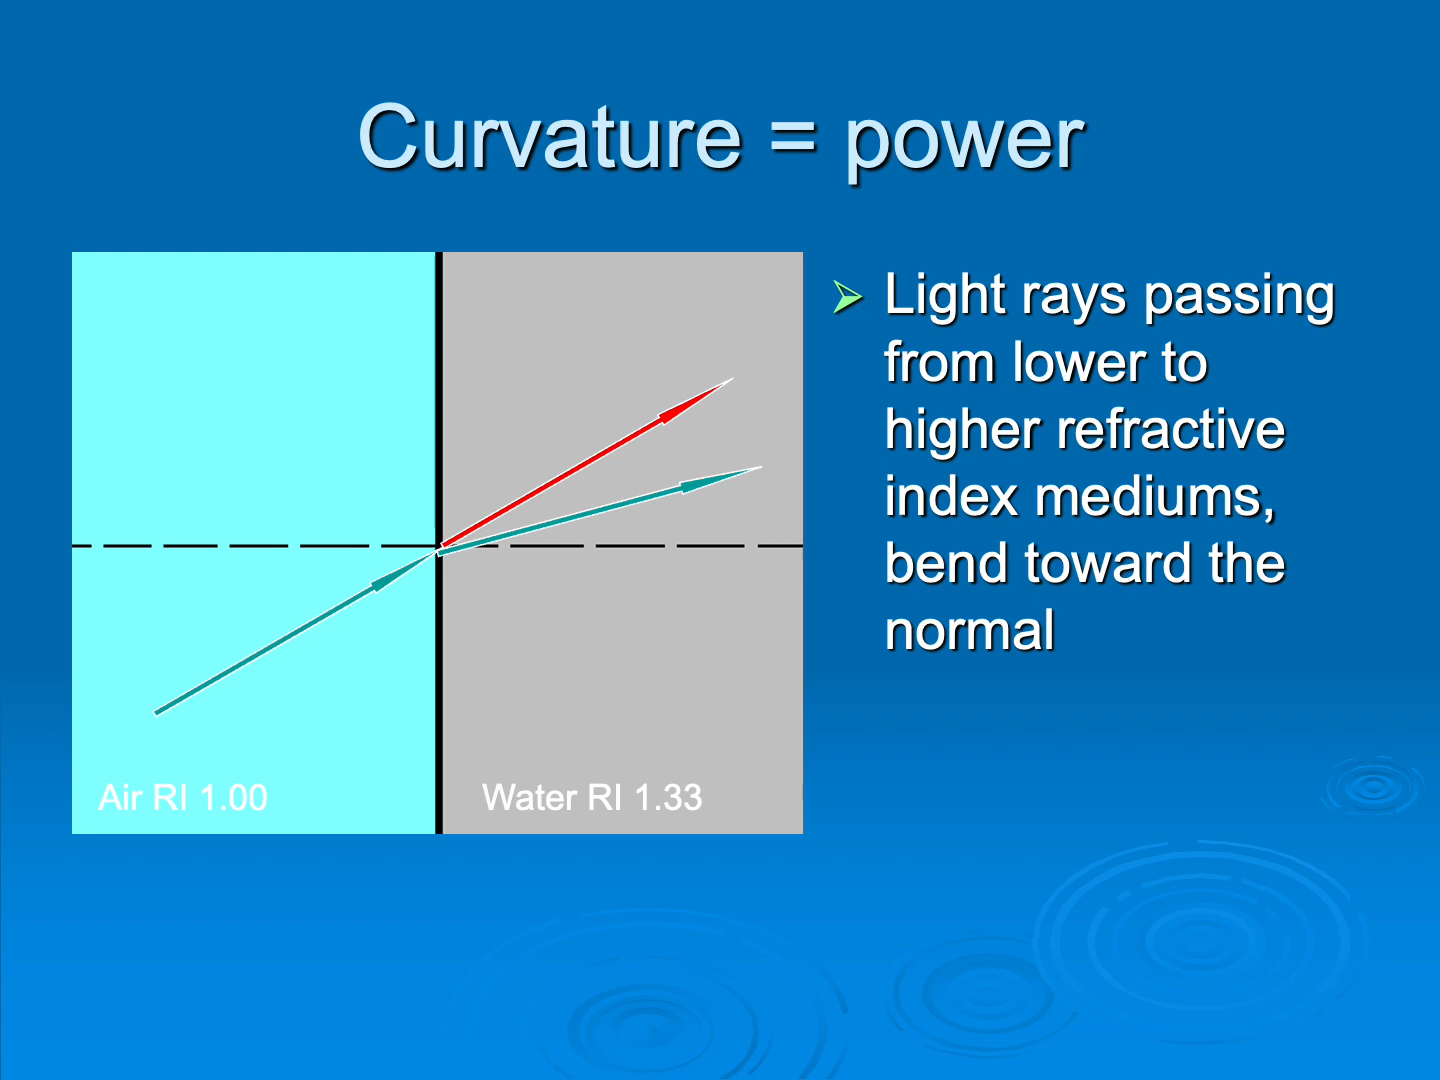 Curvature = power
Light rays passing
from lower to
higher refractive
index mediums,
bend toward the
normal
Air RI 1.00
Water RI 1.33